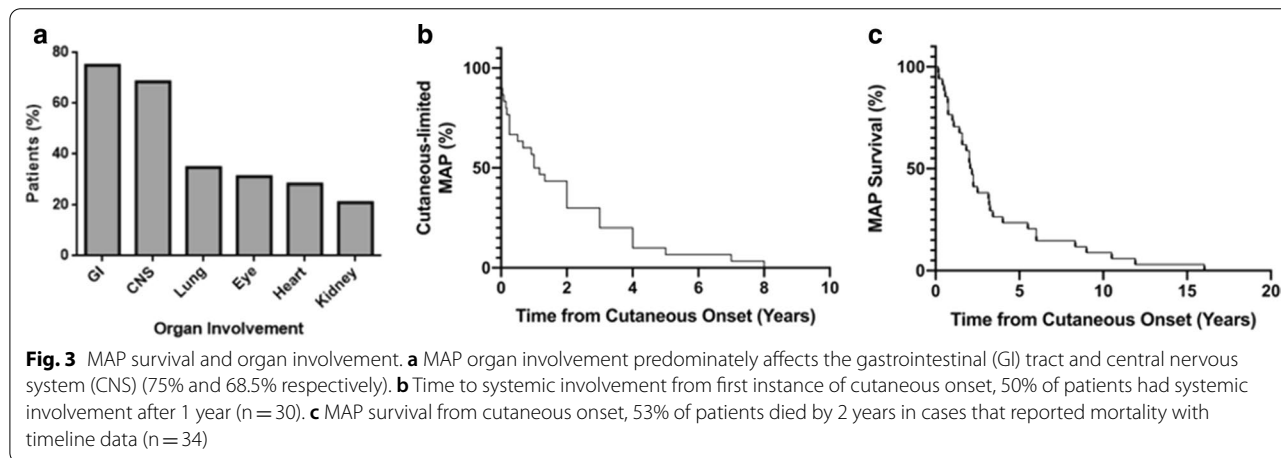 a
80
60
40
20
0
Patients (%)
GI
CNS
Lung
Eye
Heart
Kidney
Organ Involvement
b
100
50
0
Cutaneous-limited
MAP (%)
2
4
6
8
10
Time from Cutaneous Onset (Years)
c
100
50
0
MAP Survival (%)
0
5
10
15
20
Time from Cutaneous Onset (Years)
Fig. 3 MAP survival and organ involvement. a MAP organ involvement predominately affects the gastrointestinal (GI) tract and central nervous
system (CNS) (75% and 68.5% respectively). b Time to systemic involvement from first instance of cutaneous onset, 50% of patients had systemic
involvement after 1 year (n = 30). c MAP survival from cutaneous onset, 53% of patients died by 2 years in cases that reported mortality with
timeline data (n = 34)